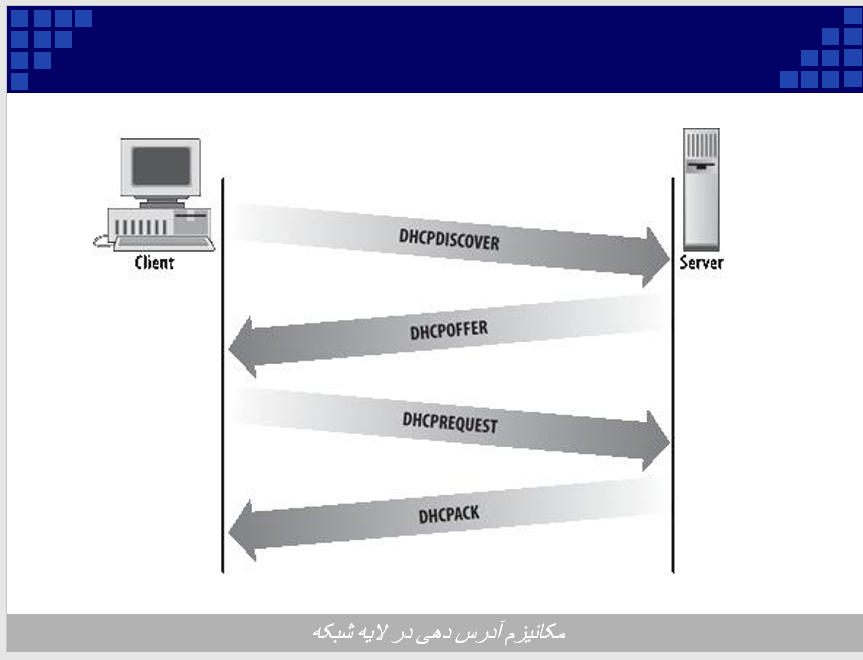 Client
Server
DHCPDISCOVER
DHCPOFFER
DHCPREQUEST
DHCPACK
مکانیزم آدرس دهی در لایه شبکه